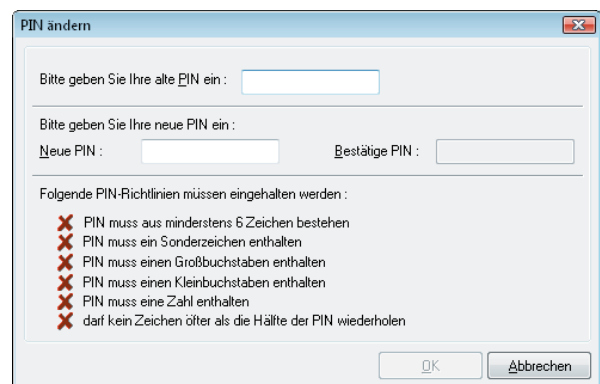 PIN ändern
Bitte geben Sie Ihre alte PIN ein :
Bitte geben Sie Ihre neue PIN ein :
Neue PIN : Bestätige PIN :
Folgende PIN-Richtlinien müssen eingehalten werden :
PIN muss aus minderstens 6 Zeichen bestehen
PIN muss ein Sonderzeichen enthalten
PIN muss einen Großbuchstaben enthalten
PIN muss einen Kleinbuchstaben enthalten
PIN muss eine Zahl enthalten
darf kein Zeichen öfter als die Hälfte der PIN wiederholen
OK Abbrechen